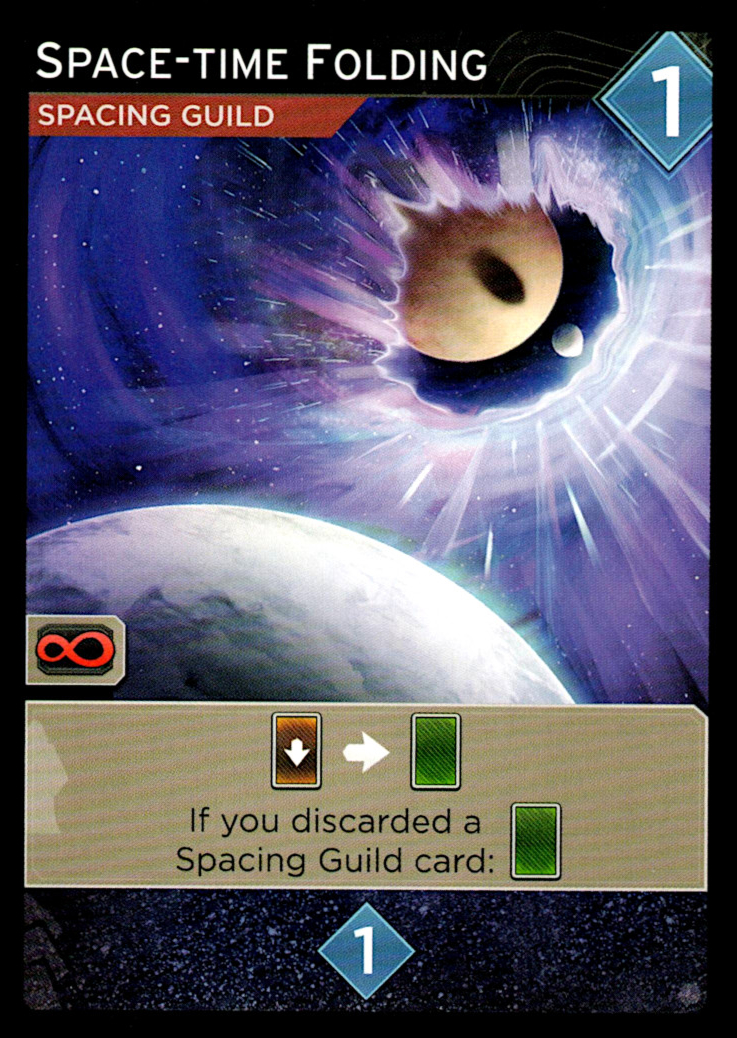 SPACE-TIME FOLDING
1
SPACING GUILD
If you discarded a
Spacing Guild card:
1